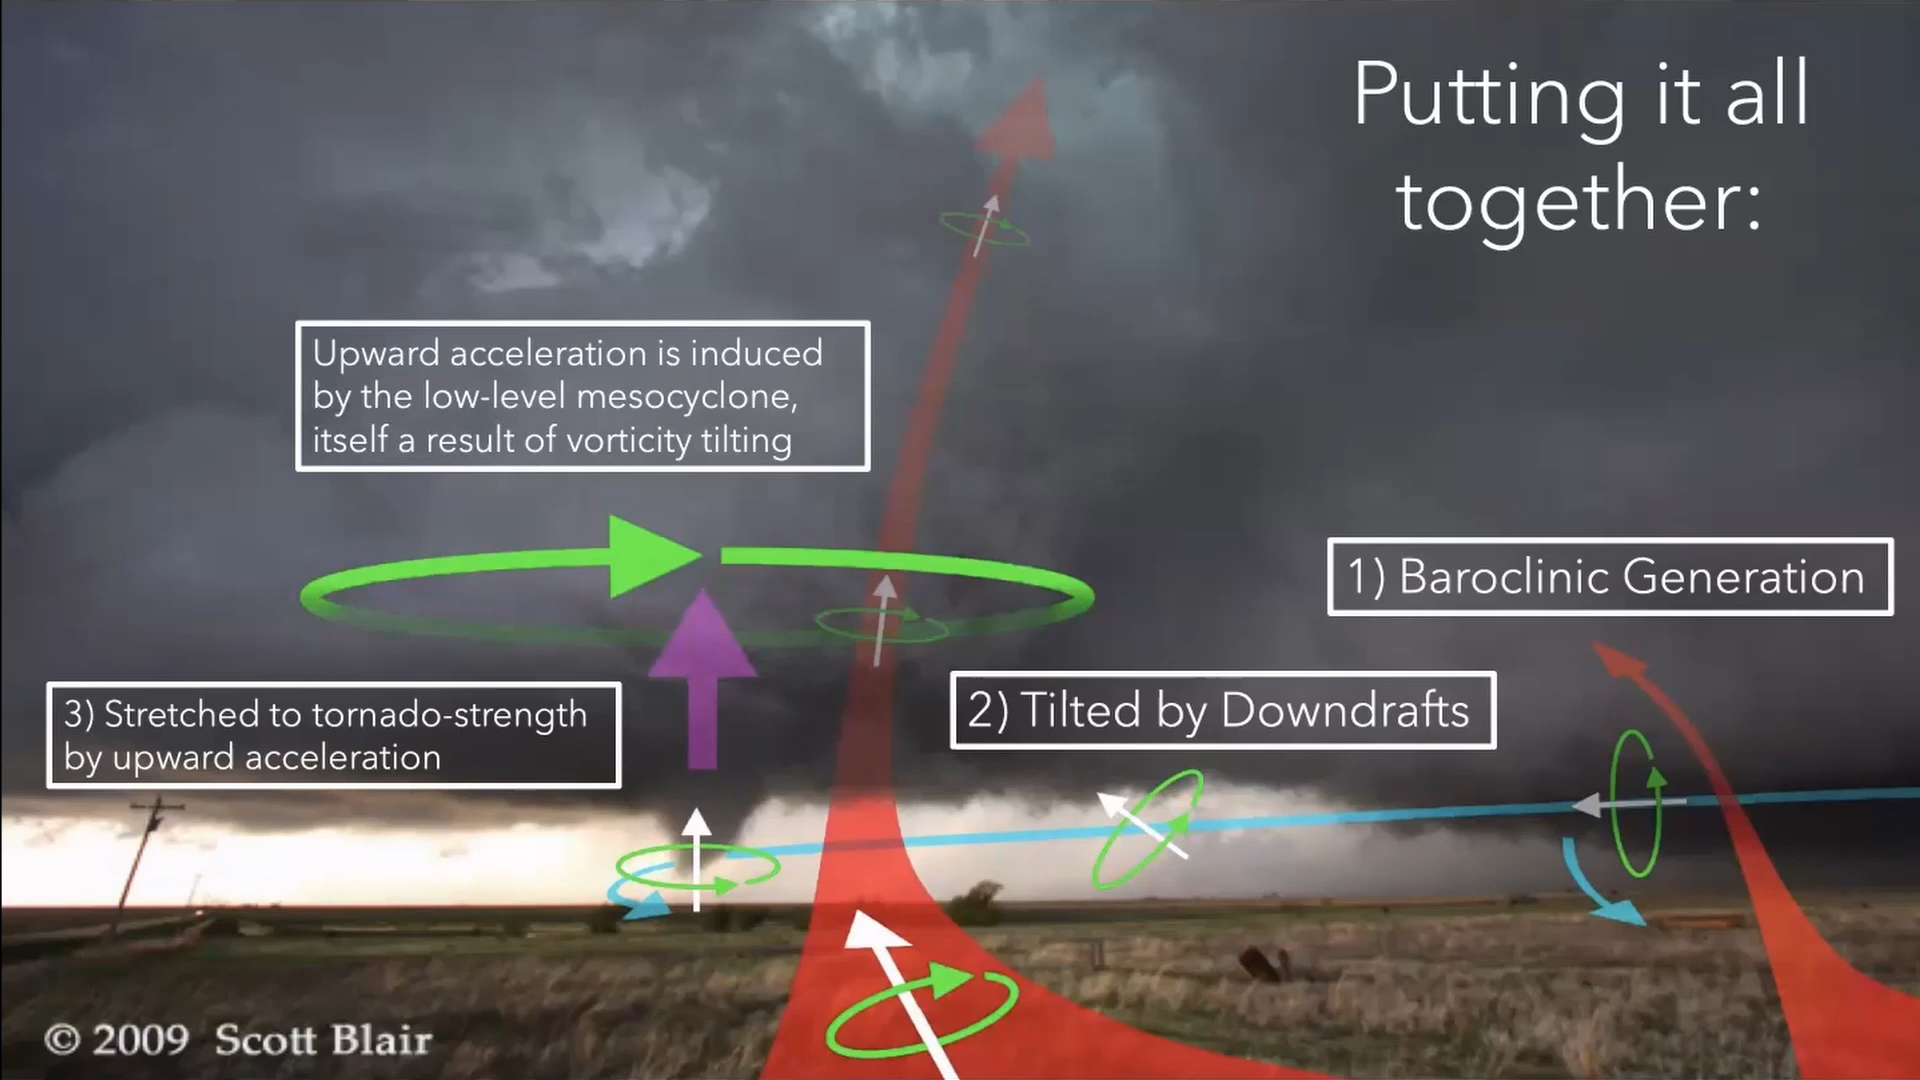 Putting it all
together:
Upward acceleration is induced
by the low-level mesocyclone,
itself a result of vorticity tilting
1) Baroclinic Generation
2) Tilted by Downdrafts
3) Stretched to tornado-strength
by upward acceleration
© 2009 Scott Blair